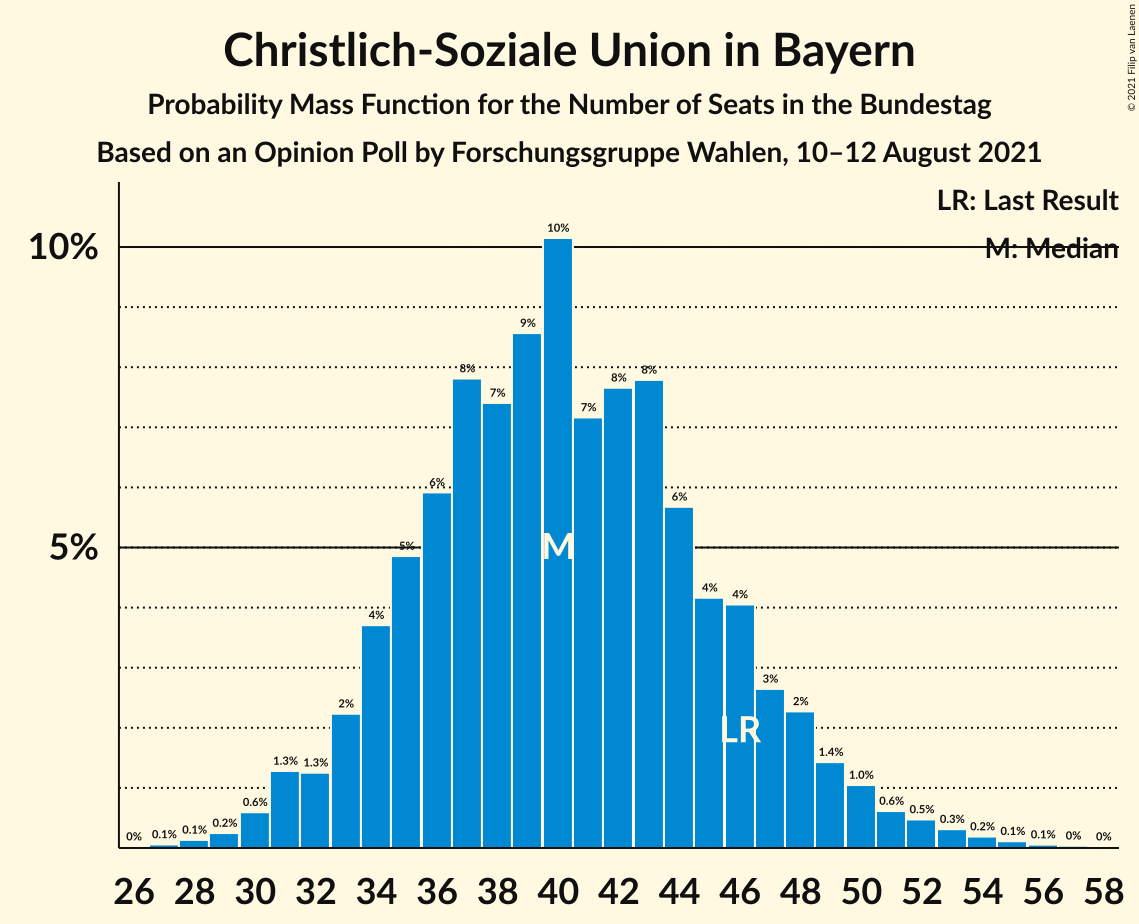 Christlich-Soziale Union in Bayern
Probability Mass Function for the Number of Seats in the Bundestag
Based on an Opinion Poll by Forschungsgruppe Wahlen, 10–12 August 2021
© 2021 Filip van Laenen
LR: Last Result
M: Median
10%
5%
0% 0.1% 0.1% 0.2% 0.6% 1.3% 1.3% 2% 4% 5% 6% 8% 7% 9% 10% 7% 8% 8% 6% 4% 4% 3% 2% 1.4% 1.0% 0.6% 0.5% 0.3% 0.2% 0.1% 0.1% 0% 0%
M
LR
26 28 30 32 34 36 38 40 42 44 46 48 50 52 54 56 58